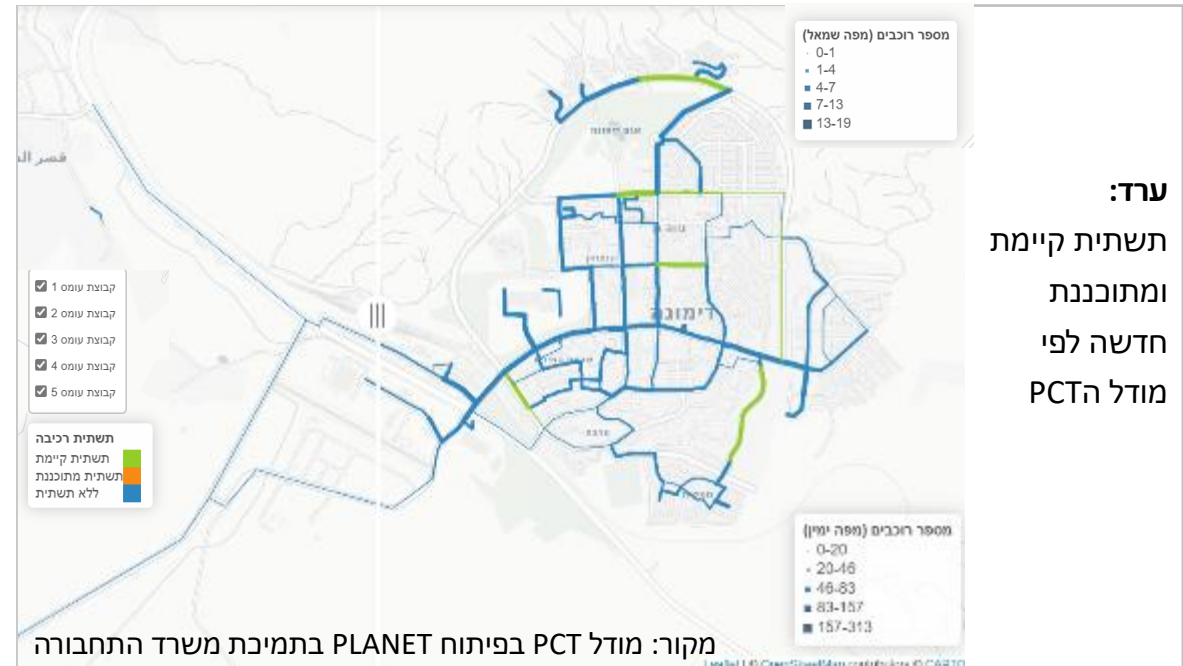 מספר רוכבים (מפה שמאל)
0-1
1-4
4-7
7-13
13-19
ערד:
תשתית קיימת
ומתוכננת
חדשה לפי
מודל הPCT
קבוצת עומס 1
קבוצת עומס 2
קבוצת עומס 3
קבוצת עומס 4
קבוצת עומס 5
דימונה
תשתית רכיבה
תשתית קיימת
תשתית מתוכננת
ללא תשתית
מספר רוכבים (מפה ימין)
0-20
20-46
46-83
83-157
157-313
מקור: מודל PCT בפיתוח PLANET בתמיכת משרד התחבורה